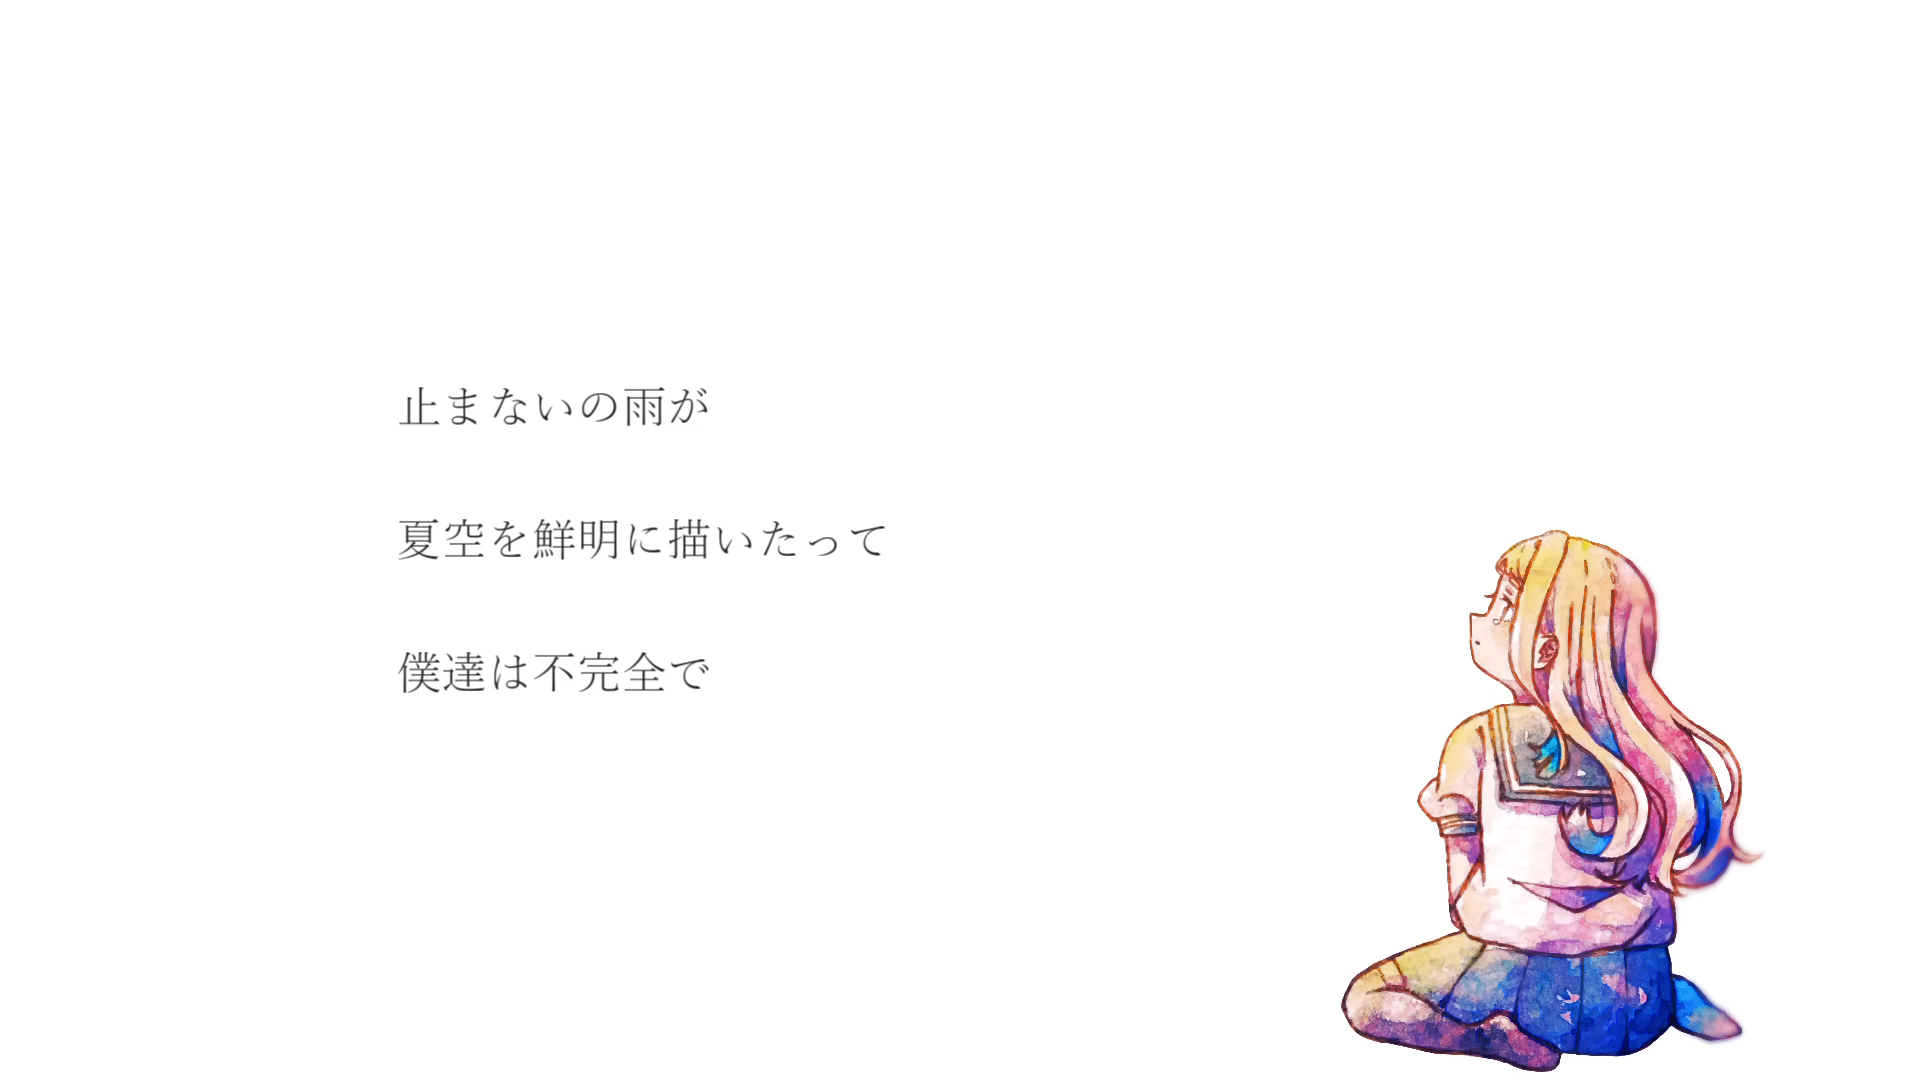 止まないの雨が
夏空を鮮明に描いたって
僕達は不完全で